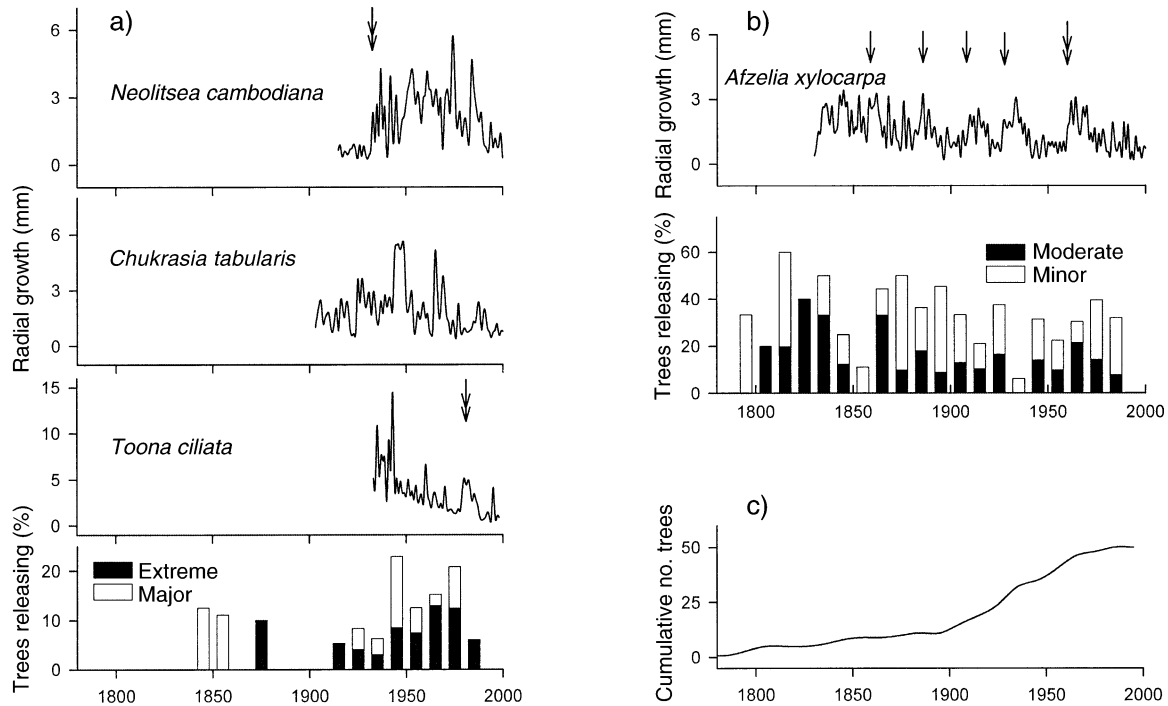 a)
6
3
0
Neolitsea cambodiana
Radial growth (mm)
6
3
0
Chukrasia tabularis
15
10
5
0
Toona ciliata
Trees releasing (%)
20
10
0
Extreme
Major
1800 1850 1900 1950 2000
b)
Radial growth (mm)
6
3
0
Afzelia xylocarpa
Trees releasing (%)
60
40
20
0
Moderate
Minor
1800 1850 1900 1950 2000
c)
Cumulative no. trees
50
25
0
1800 1850 1900 1950 2000